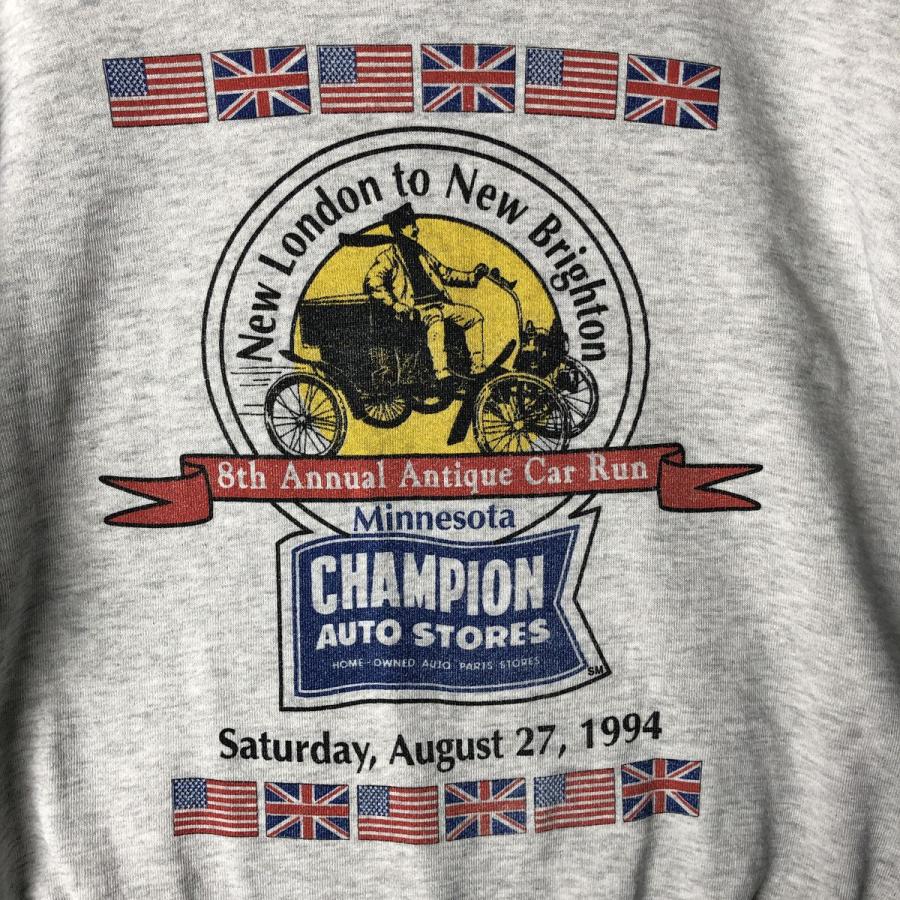 New London to New Brighton
8th Annual Antique Car Run
Minnesota
CHAMPION
AUTO STORES
HOME-OWNED AUTO PARTS STORES
SM
Saturday, August 27, 1994